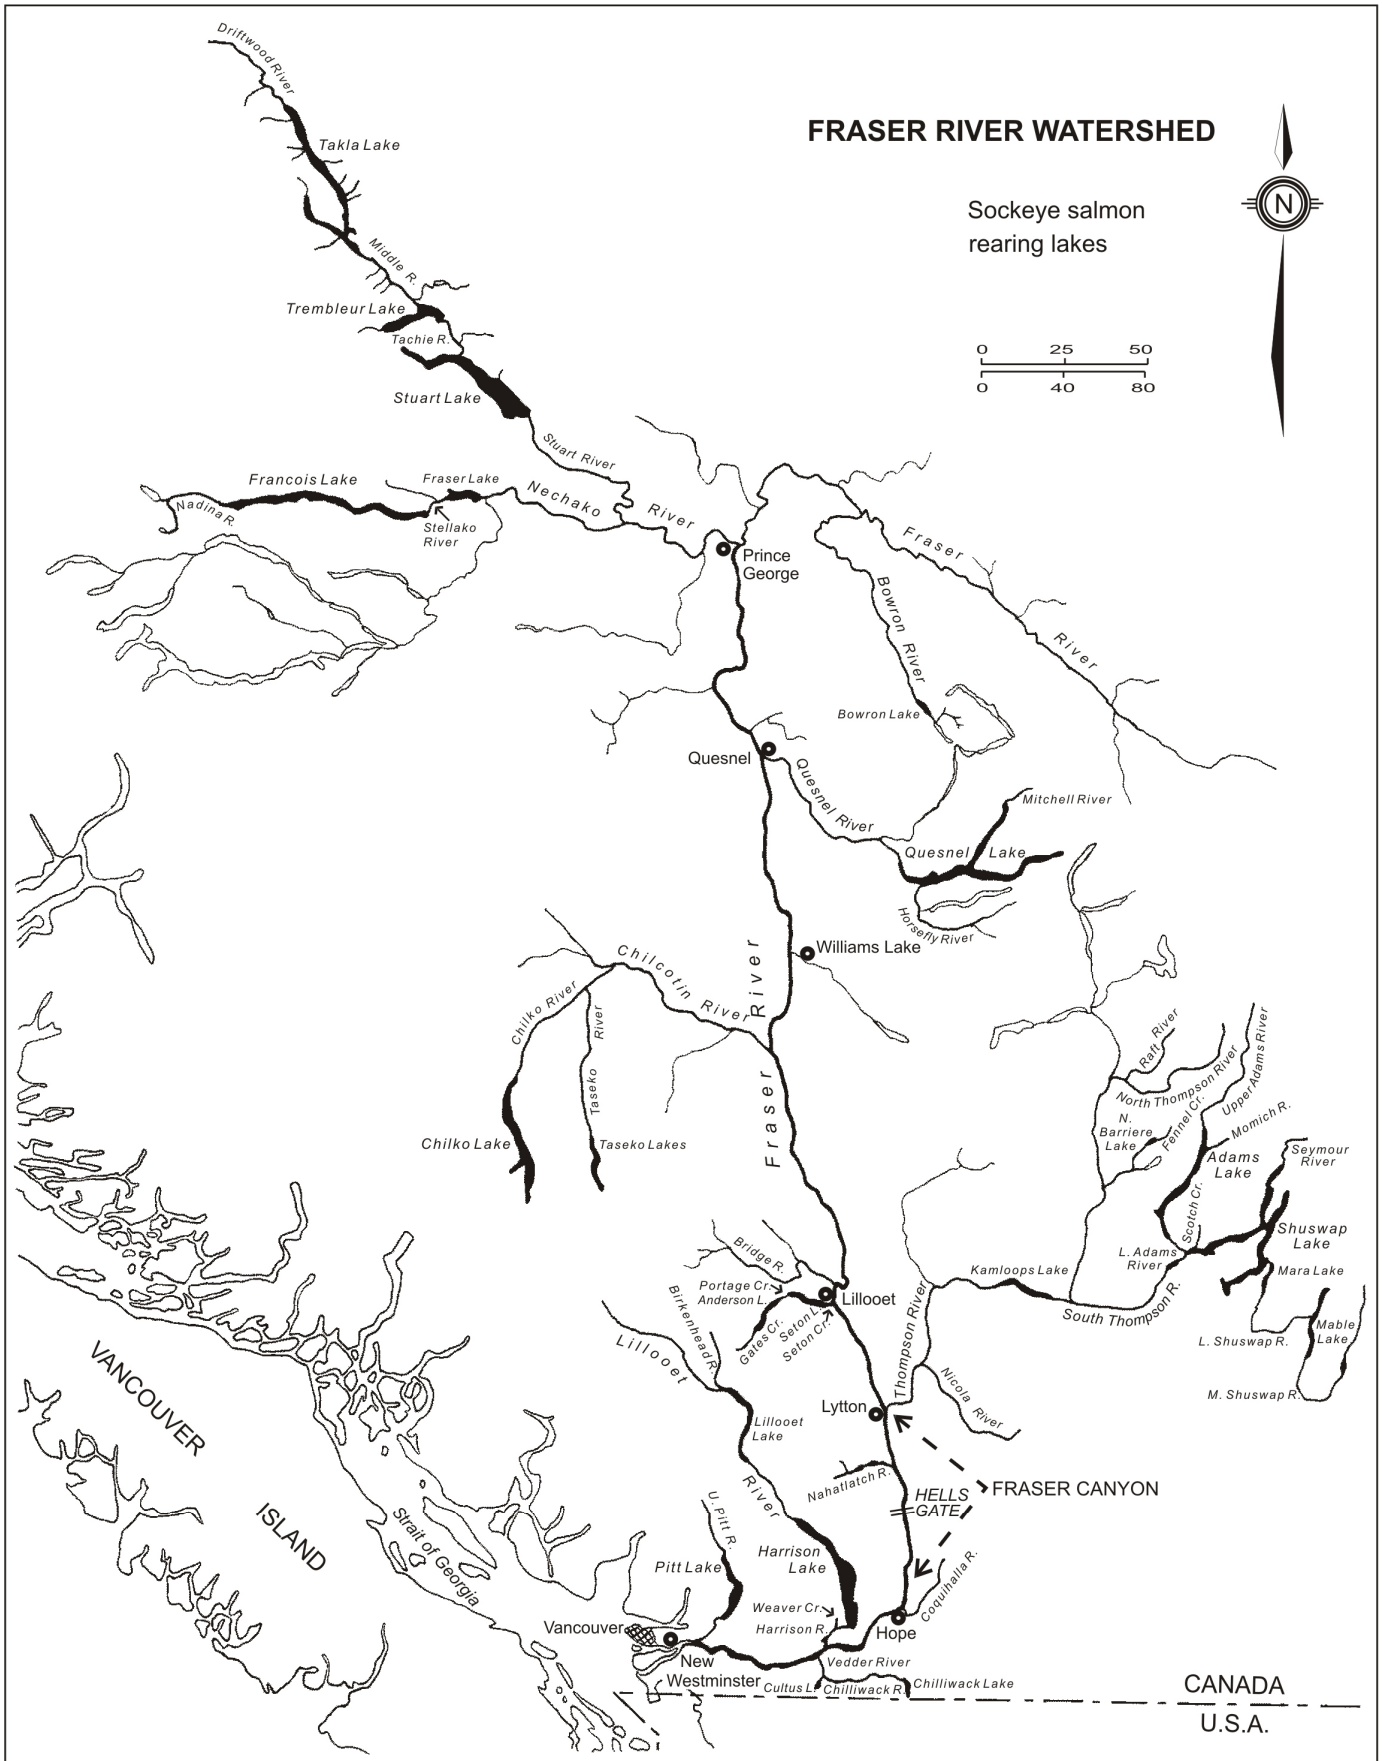 Driftwood River
FRASER RIVER WATERSHED
Takla Lake
N
Sockeye salmon
rearing lakes
Middle R.
Trembleur Lake
Tachie R.
0 25 50
0 40 80
Stuart Lake
Stuart River
Francois Lake
Fraser Lake
Nechako River
Nadina R.
Stellako
River
Fraser River
Prince
George
Bowron River
Bowron Lake
Quesnel
Quesnel River
Mitchell River
Quesnel Lake
Horsefly River
Williams Lake
Chilcotin River
Fraser River
Chilko River
Taseko River
Raft River
North Thompson River
Upper Adams River
N.
Barriere
Lake
Fennel Cr.
Momich R.
Chilko Lake
Taseko Lakes
Adams
Lake
Seymour
River
Scotch Cr.
Shuswap
Lake
L. Adams
River
Bridge R.
Kamloops Lake
Mara Lake
Portage Cr.
Anderson L.
Lillooet
South Thompson R.
Birkenhead R.
Gates Cr.
Seton L.
Seton Cr.
Thompson River
Mable
Lake
L. Shuswap R.
M. Shuswap R.
Lillooet River
VANCOUVER
ISLAND
Nicola River
Lytton
Lillooet
Lake
Nahatlatch R.
FRASER CANYON
HELLS
GATE
U. Pitt R.
Strait of Georgia
Harrison
Lake
Pitt Lake
Coquihalla R.
Weaver Cr.
Harrison R.
Vancouver
Hope
New
Westminster
Vedder River
Cultus L.
Chilliwack R.
Chilliwack Lake
CANADA
U.S.A.